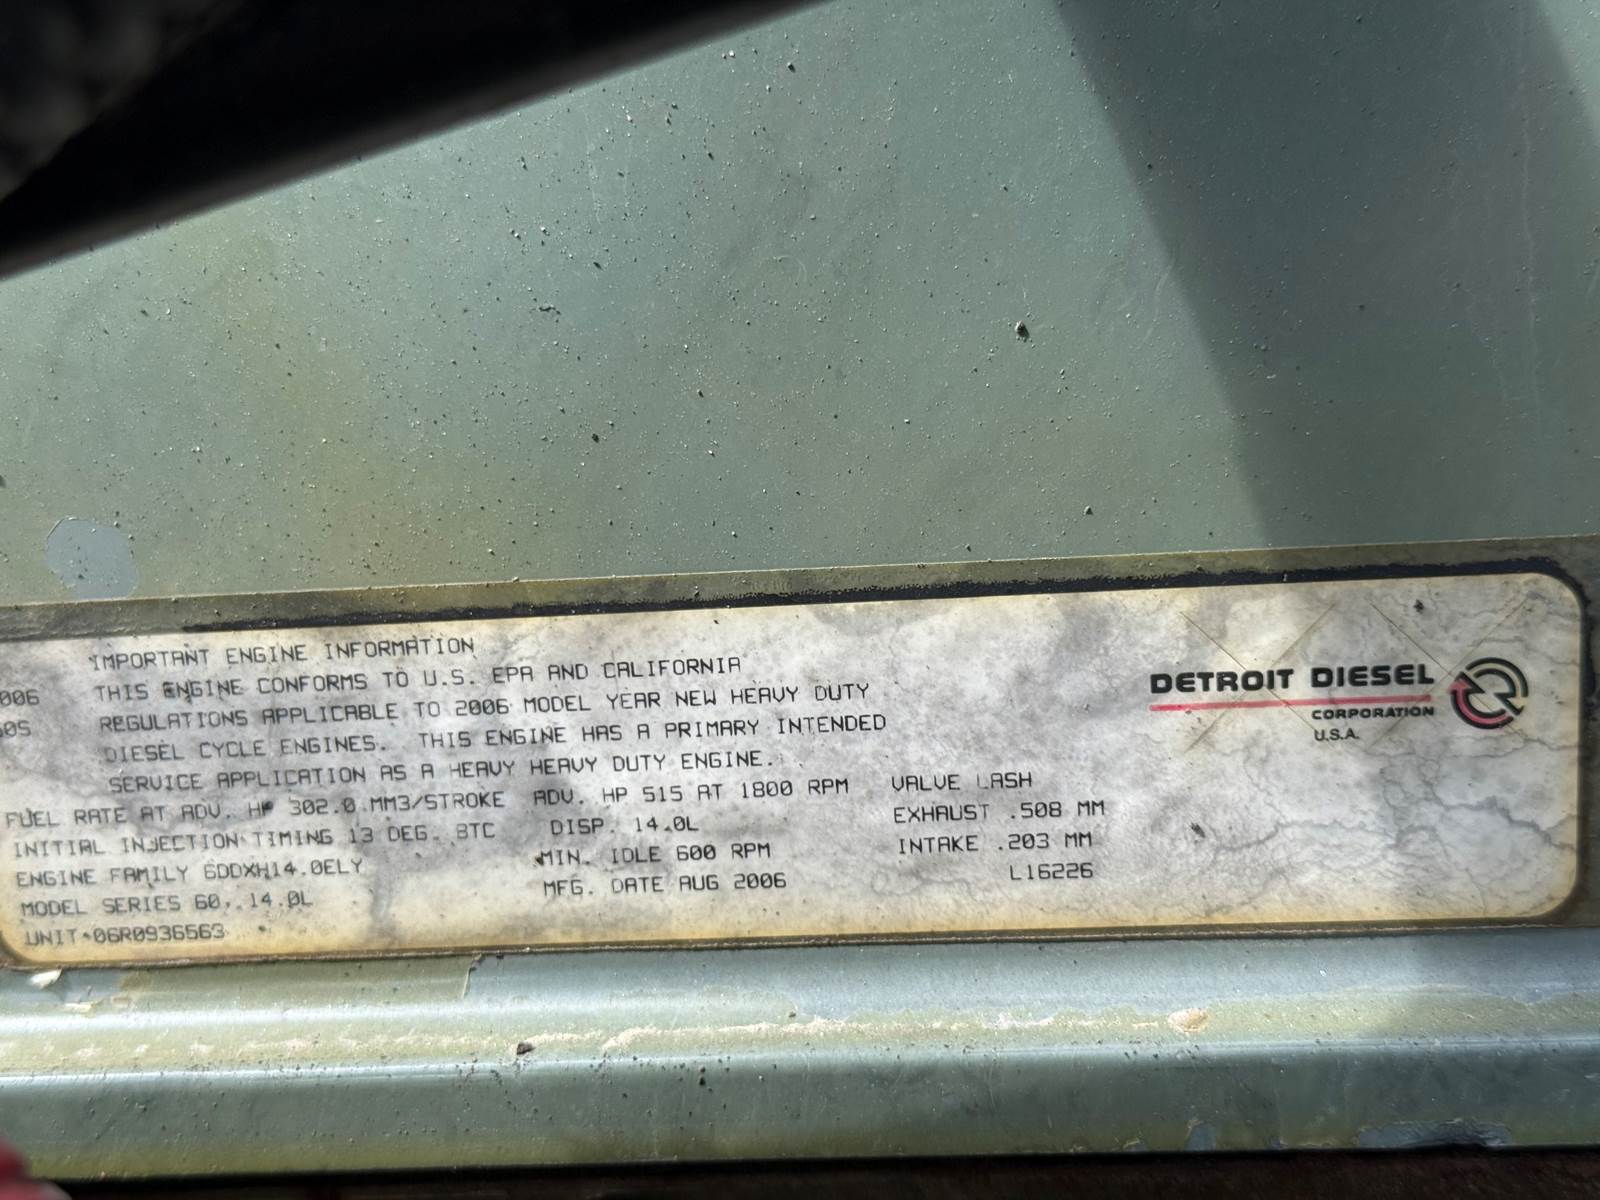 IMPORTANT ENGINE INFORMATION
THIS ENGINE CONFORMS TO U.S. EPA AND CALIFORNIA
006
REGULATIONS APPLICABLE TO 2006 MODEL YEAR NEW HEAVY DUTY
DIESEL CYCLE ENGINES. THIS ENGINE HAS A PRIMARY INTENDED
SERVICE APPLICATION AS A HEAVY HEAVY DUTY ENGINE.
FUEL RATE AT ADV. HP 302.0 MM3/STROKE ADV. HP 515 AT 1800 RPM
INITIAL INJECTION TIMING 13 DEG. BTC DISP. 14.0L
ENGINE FAMILY 6DDXH14.0ELY MIN. IDLE 600 RPM
MODEL SERIES 60, 14.0L MFG. DATE AUG 2006
UNIT 06R0936563
VALVE LASH
EXHAUST .508 MM
INTAKE .203 MM
L16226
DETROIT DIESEL
CORPORATION
U.S.A.